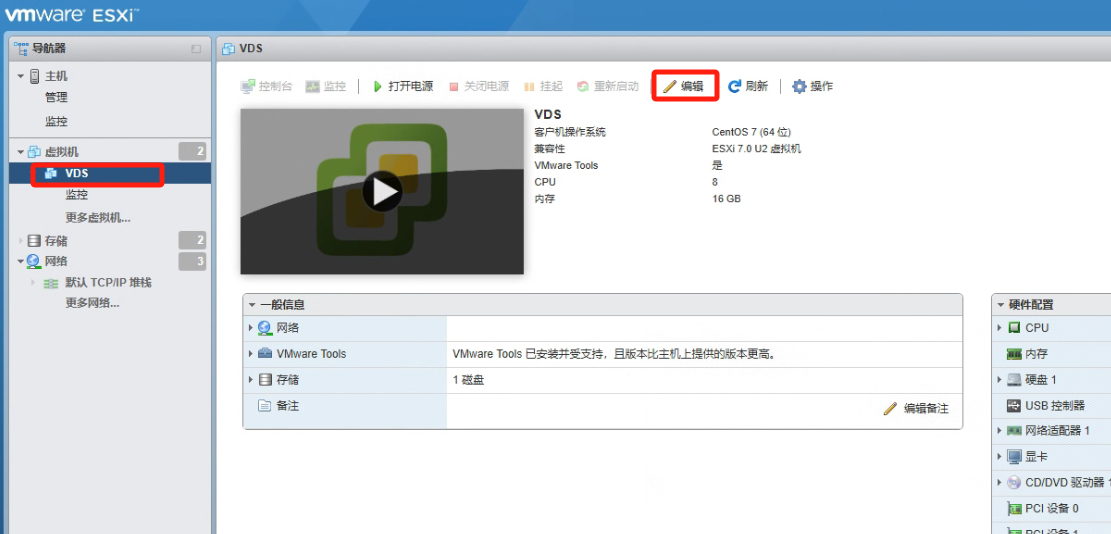 vmware ESXi™
导航器
主机
管理
监控
虚拟机 2
VDS
监控
更多虚拟机...
存储 2
网络 3
默认 TCP/IP 堆栈
更多网络...
VDS
控制台 监控 打开电源 关闭电源 挂起 重新启动 编辑 刷新 操作
VDS
客户机操作系统 CentOS 7 (64 位)
兼容性 ESXi 7.0 U2 虚拟机
VMware Tools 是
CPU 8
内存 16 GB
一般信息
网络
VMware Tools VMware Tools 已安装并受支持，且版本比主机上提供的版本更高。
存储 1 磁盘
备注 编辑备注
硬件配置
CPU
内存
硬盘 1
USB 控制器
网络适配器 1
显卡
CD/DVD 驱动器 1
PCI 设备 0
PCI 设备 1